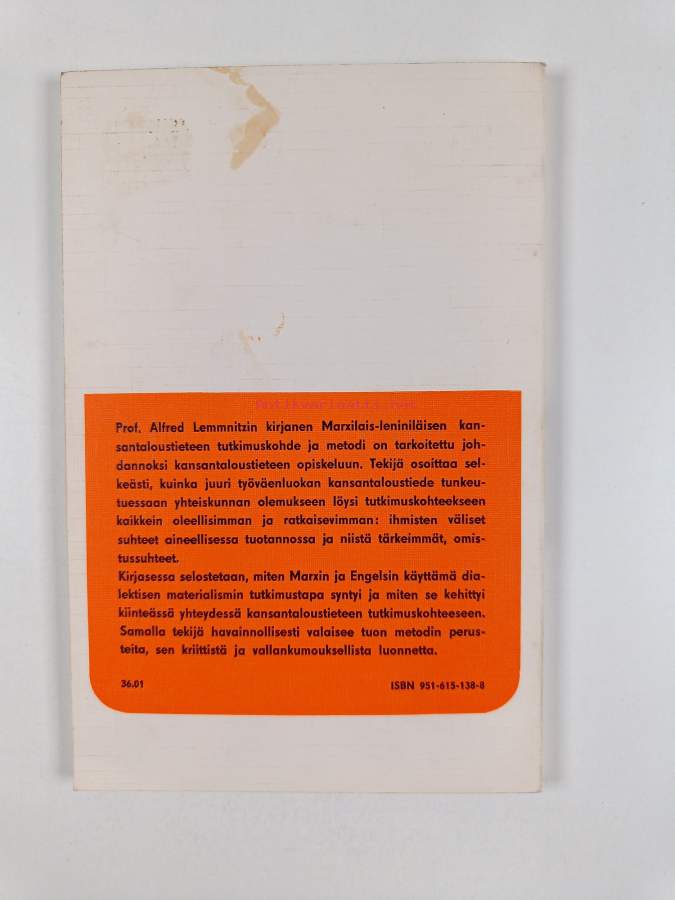 antikvariaatti.com
Prof. Alfred Lemmnitzin kirjanen Marxilais-leniniläisen kan-
santaloustieteen tutkimuskohde ja metodi on tarkoitettu joh-
dannoksi kansantaloustieteen opiskeluun. Tekijä osoittaa sel-
keästi, kuinka juuri työväenluokan kansantaloustiede tunkeu-
tuessaan yhteiskunnan olemukseen löysi tutkimuskohteekseen
kaikkein oleellisimman ja ratkaisevimman: ihmisten väliset
suhteet aineellisessa tuotannossa ja niistä tärkeimmät, omis-
tussuhteet.
Kirjasessa selostetaan, miten Marxin ja Engelsin käyttämä dia-
lektisen materialismin tutkimustapa syntyi ja miten se kehittyi
kiinteässä yhteydessä kansantaloustieteen tutkimuskohteeseen.
Samalla tekijä havainnollisesti valaisee tuon metodin perus-
teita, sen kriittistä ja vallankumouksellista luonnetta.
36.01 ISBN 951-615-138-8